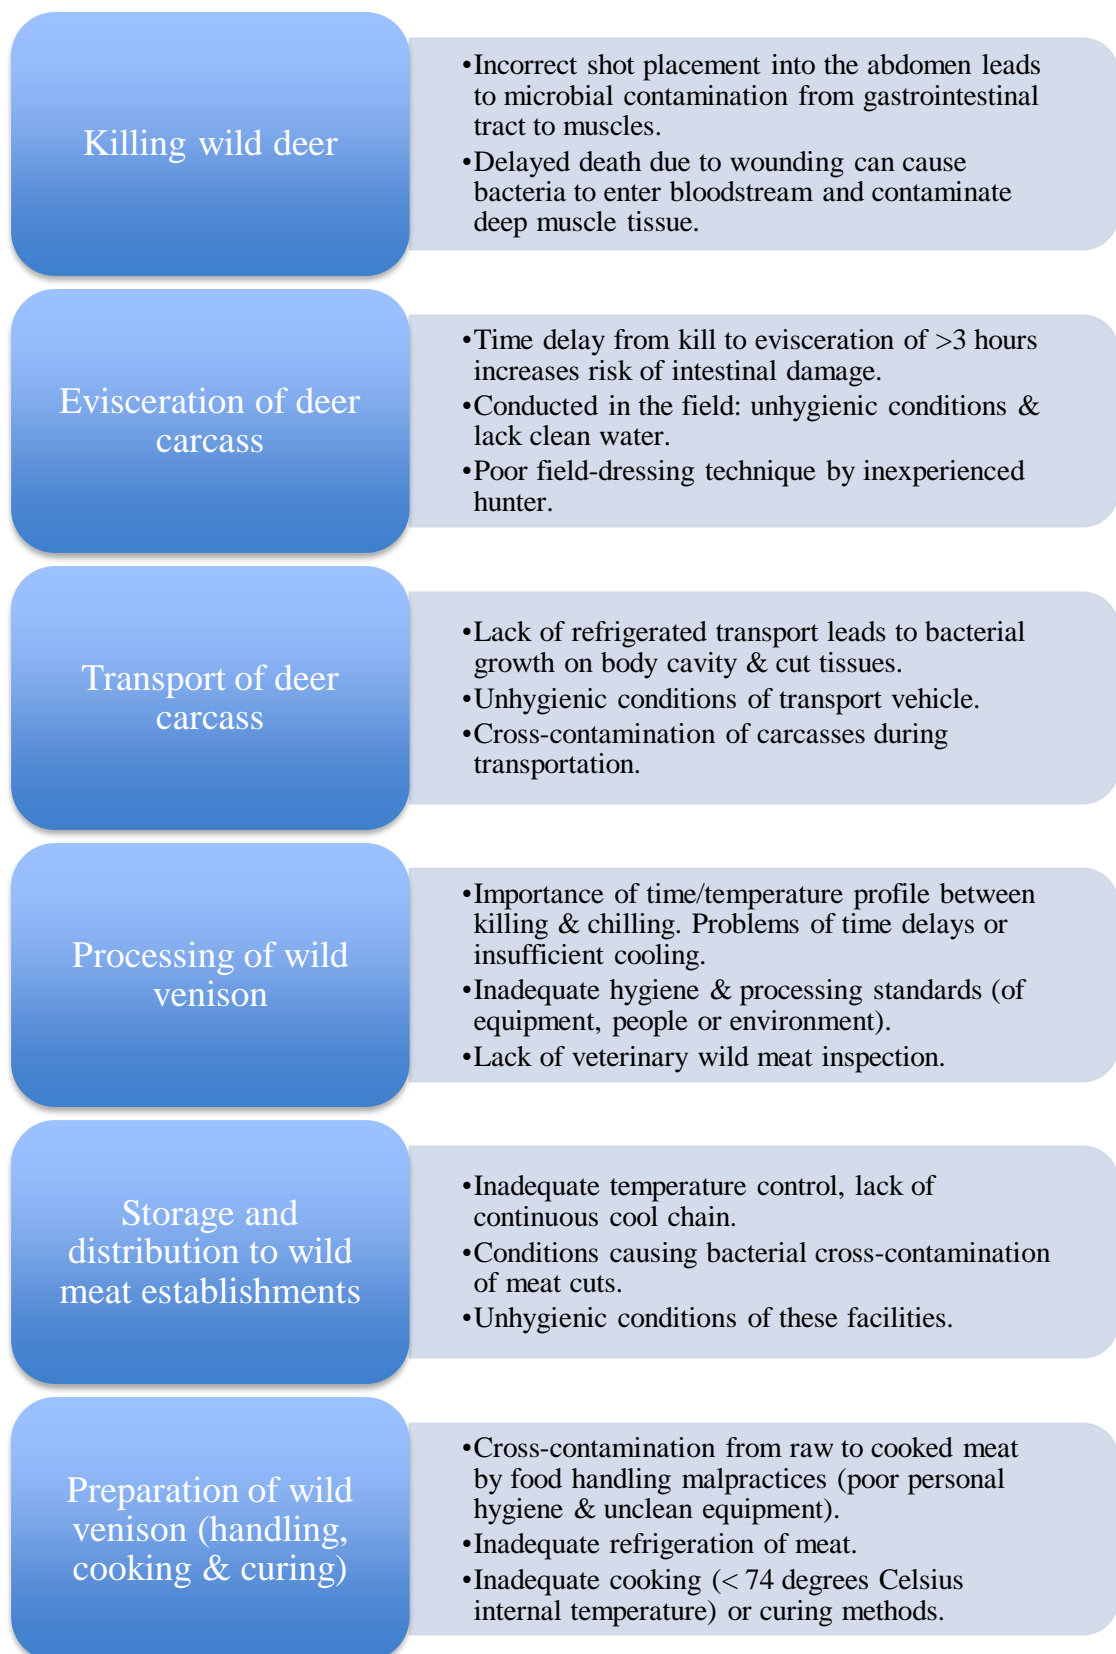 Killing wild deer
•Incorrect shot placement into the abdomen leads
to microbial contamination from gastrointestinal
tract to muscles.
•Delayed death due to wounding can cause
bacteria to enter bloodstream and contaminate
deep muscle tissue.
Evisceration of deer
carcass
•Time delay from kill to evisceration of >3 hours
increases risk of intestinal damage.
•Conducted in the field: unhygienic conditions &
lack clean water.
•Poor field-dressing technique by inexperienced
hunter.
Transport of deer
carcass
•Lack of refrigerated transport leads to bacterial
growth on body cavity & cut tissues.
•Unhygienic conditions of transport vehicle.
•Cross-contamination of carcasses during
transportation.
Processing of wild
venison
•Importance of time/temperature profile between
killing & chilling. Problems of time delays or
insufficient cooling.
•Inadequate hygiene & processing standards (of
equipment, people or environment).
•Lack of veterinary wild meat inspection.
Storage and
distribution to wild
meat establishments
•Inadequate temperature control, lack of
continuous cool chain.
•Conditions causing bacterial cross-contamination
of meat cuts.
•Unhygienic conditions of these facilities.
Preparation of wild
venison (handling,
cooking & curing)
•Cross-contamination from raw to cooked meat
by food handling malpractices (poor personal
hygiene & unclean equipment).
•Inadequate refrigeration of meat.
•Inadequate cooking (< 74 degrees Celsius
internal temperature) or curing methods.